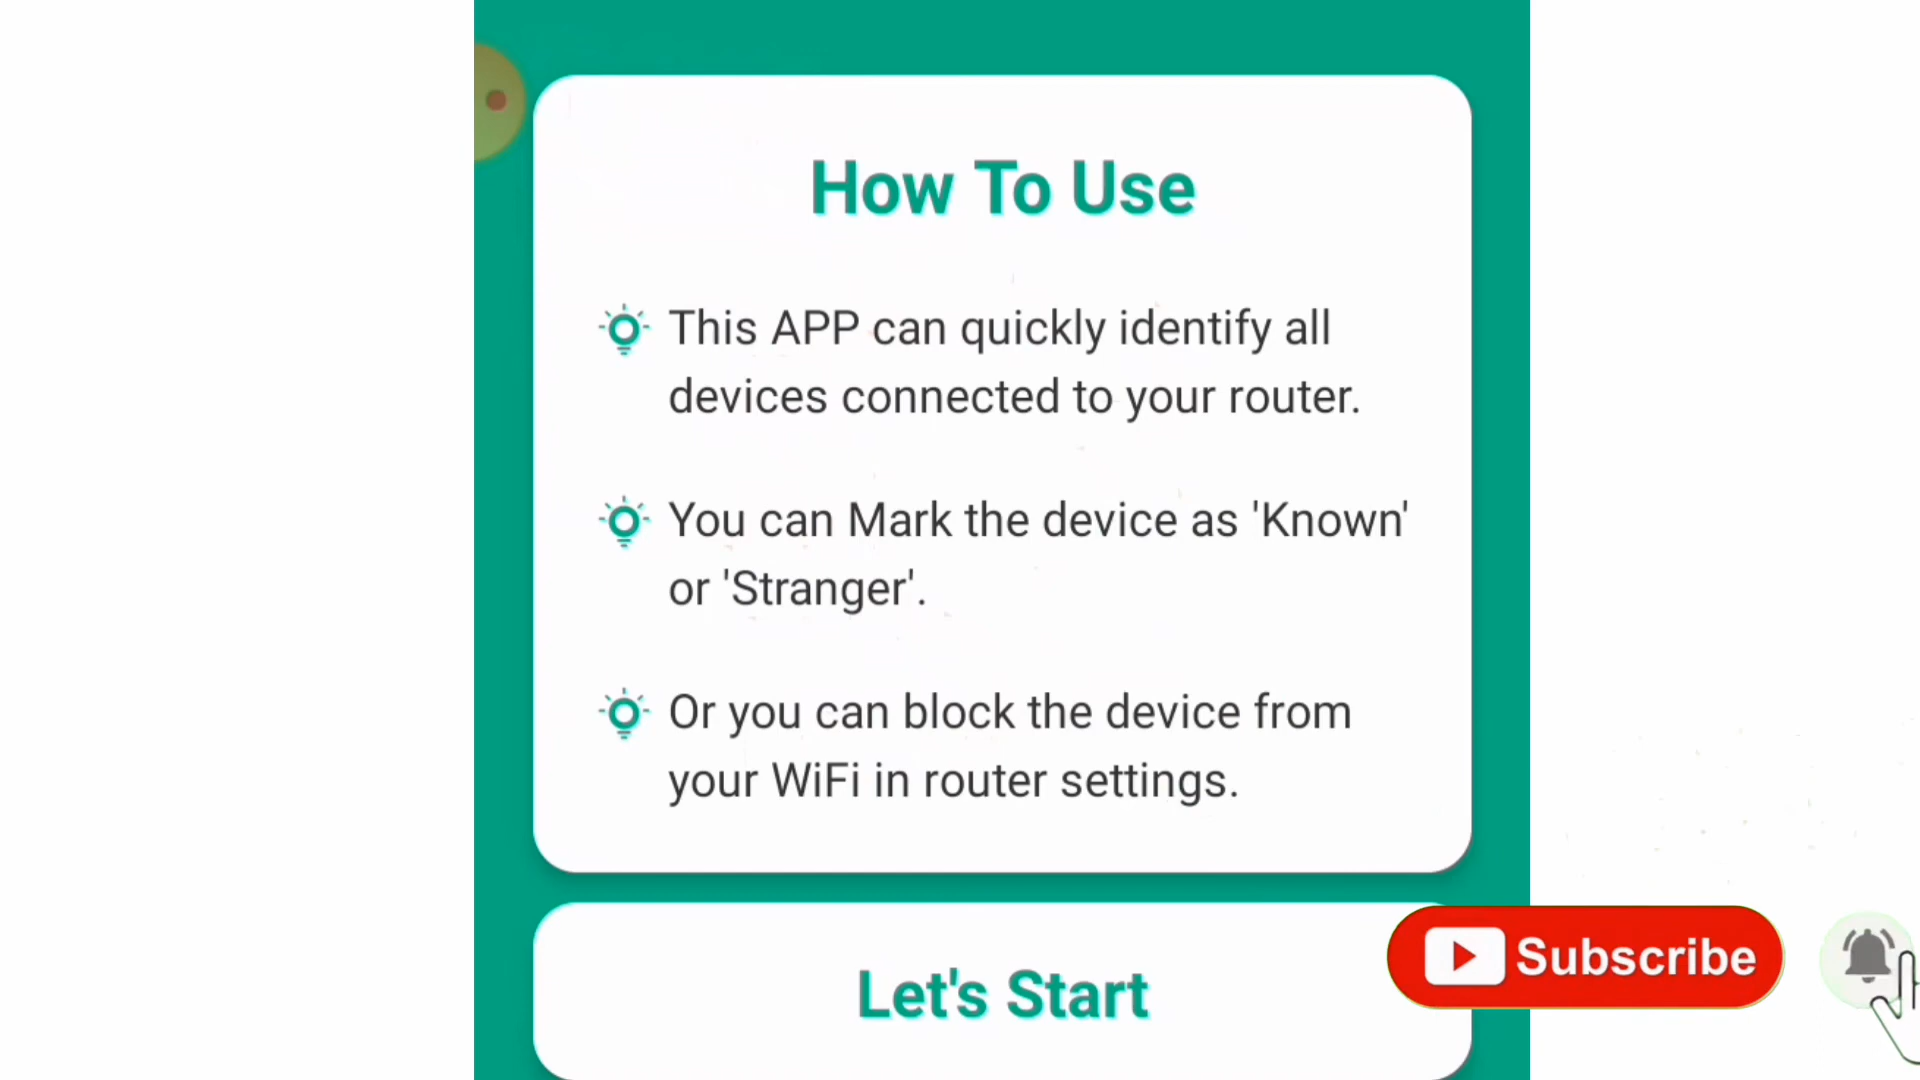 How To Use
This APP can quickly identify all
devices connected to your router.
You can Mark the device as 'Known'
or 'Stranger'.
Or you can block the device from
your WiFi in router settings.
Let's Start
Subscribe